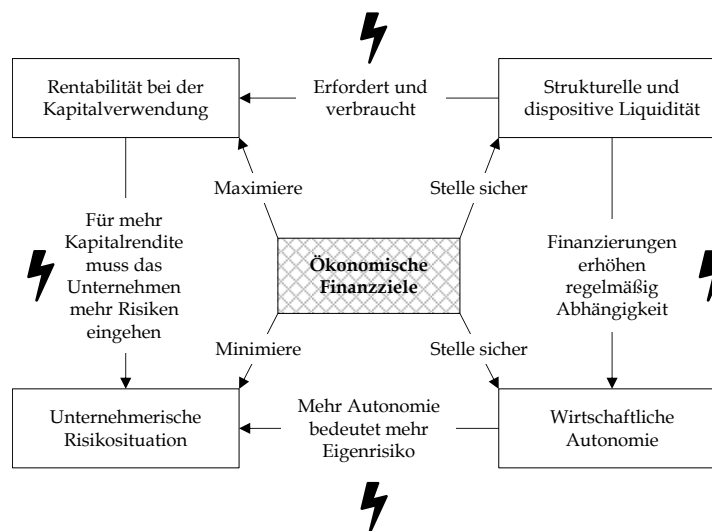 Rentabilität bei der
Kapitalverwendung
Erfordert und
verbraucht
Strukturelle und
dispositive Liquidität
Maximiere
Stelle sicher
Für mehr
Kapitalrendite
muss das
Unternehmen
mehr Risiken
eingehen
Ökonomische
Finanzziele
Finanzierungen
erhöhen
regelmäßig
Abhängigkeit
Minimiere
Stelle sicher
Unternehmerische
Risikosituation
Mehr Autonomie
bedeutet mehr
Eigenrisiko
Wirtschaftliche
Autonomie